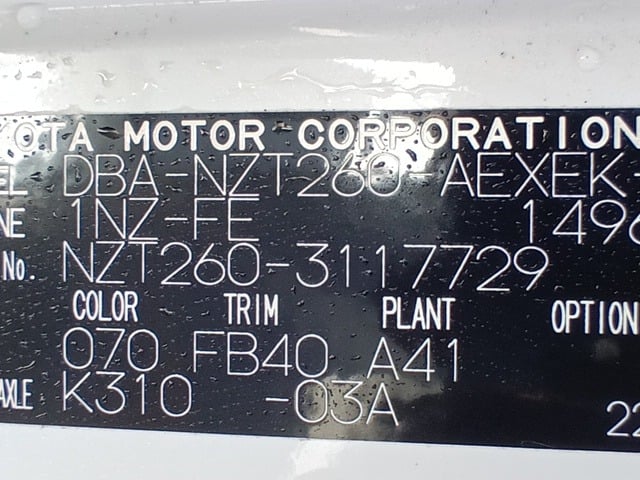 KOTA MOTOR CORPORATION
EL DBA-NZT260-AEXEK-
NE 1NZ-FE 1496
No. NZT260-3117729
COLOR TRIM PLANT OPTION
070 FB40 A41
AXLE K310 -03A
22